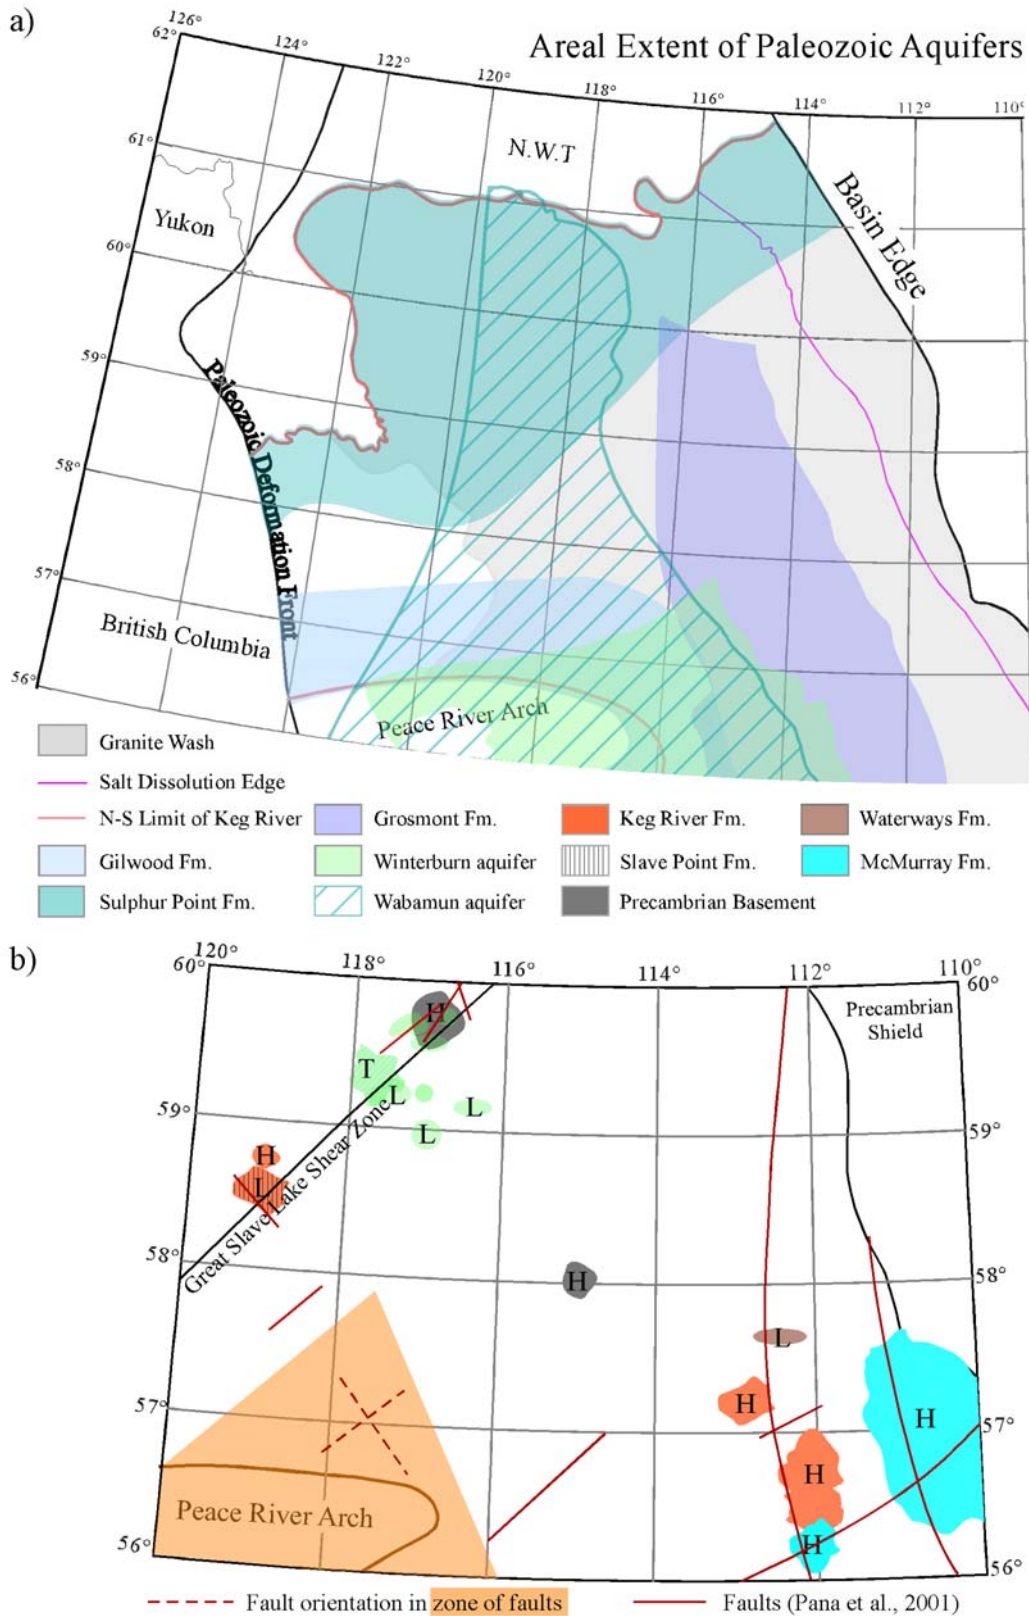 a)
126°
62°
124°
122°
120°
118°
116°
114°
112°
110°
Areal Extent of Paleozoic Aquifers
61°
N.W.T
Yukon
Basin Edge
60°
59°
Paleozoic Deformation Front
58°
57°
British Columbia
56°
Peace River Arch
Granite Wash
Salt Dissolution Edge
N-S Limit of Keg River
Grosmont Fm.
Keg River Fm.
Waterways Fm.
Gilwood Fm.
Winterburn aquifer
Slave Point Fm.
McMurray Fm.
Sulphur Point Fm.
Wabamun aquifer
Precambrian Basement
b)
120°
60°
118°
116°
114°
112°
110°
60°
Precambrian
Shield
H
T
L
L
L
59°
59°
Great Slave Lake Shear Zone
H
L
58°
58°
H
L
57°
57°
H
H
H
H
Peace River Arch
56°
56°
Fault orientation in zone of faults
Faults (Pana et al., 2001)